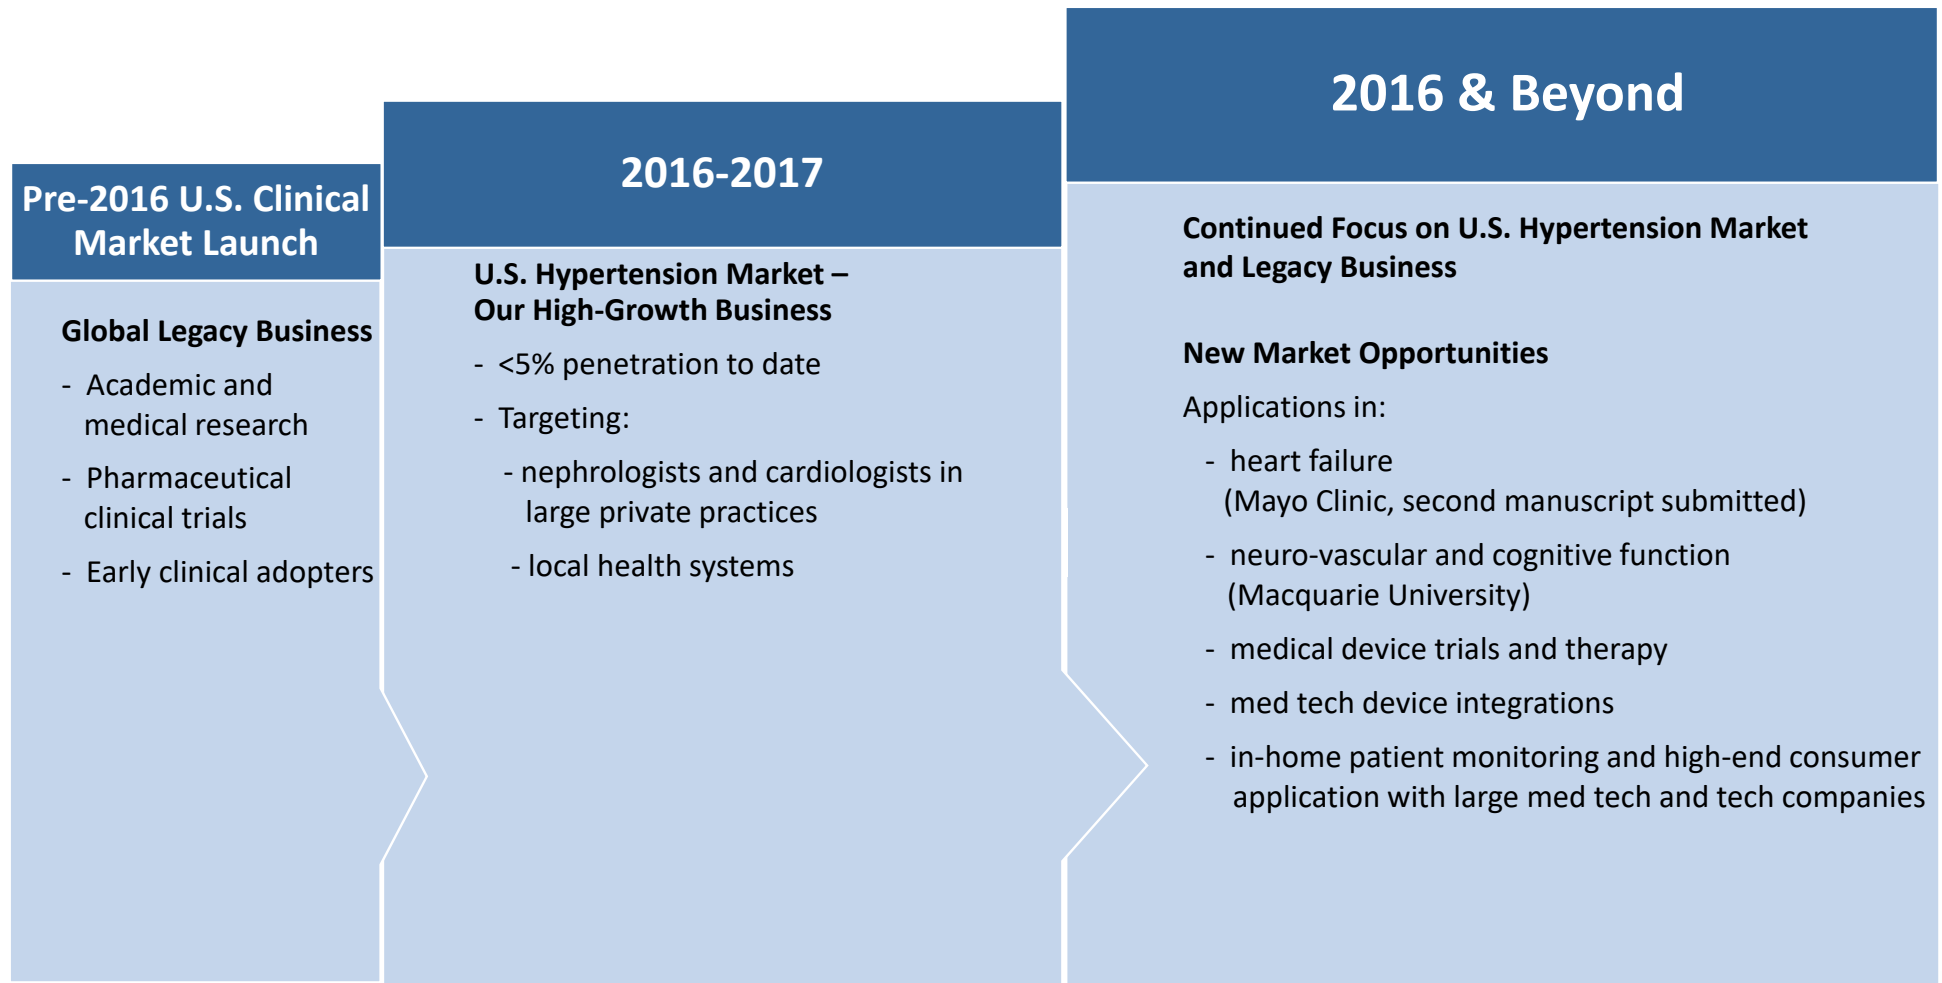 Pre-2016 U.S. Clinical
Market Launch
Global Legacy Business
- Academic and
medical research
- Pharmaceutical
clinical trials
- Early clinical adopters
2016-2017
U.S. Hypertension Market –
Our High-Growth Business
- <5% penetration to date
- Targeting:
- nephrologists and cardiologists in
large private practices
- local health systems
2016 & Beyond
Continued Focus on U.S. Hypertension Market
and Legacy Business
New Market Opportunities
Applications in:
- heart failure
(Mayo Clinic, second manuscript submitted)
- neuro-vascular and cognitive function
(Macquarie University)
- medical device trials and therapy
- med tech device integrations
- in-home patient monitoring and high-end consumer
application with large med tech and tech companies